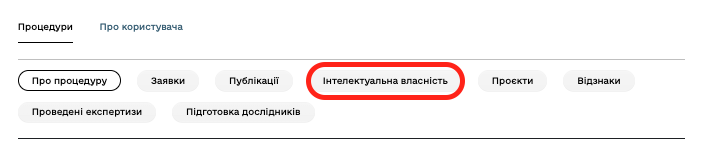 Процедури Про користувача
Про процедуру Заявки Публікації Інтелектуальна власність Проєкти Відзнаки
Проведені експертизи Підготовка дослідників